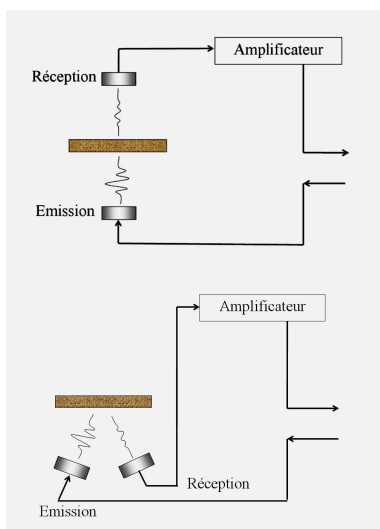 Amplificateur
Réception
Emission
Amplificateur
Réception
Emission